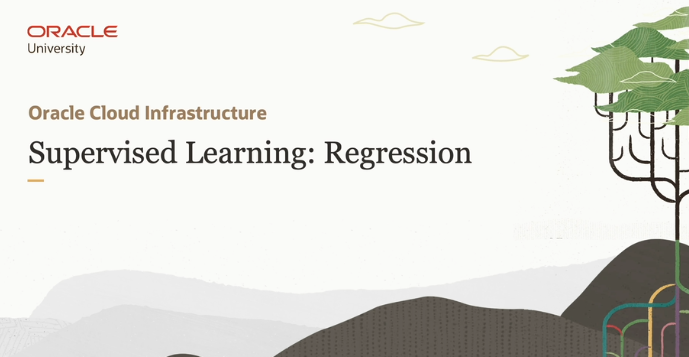 ORACLE
University
Oracle Cloud Infrastructure
Supervised Learning: Regression